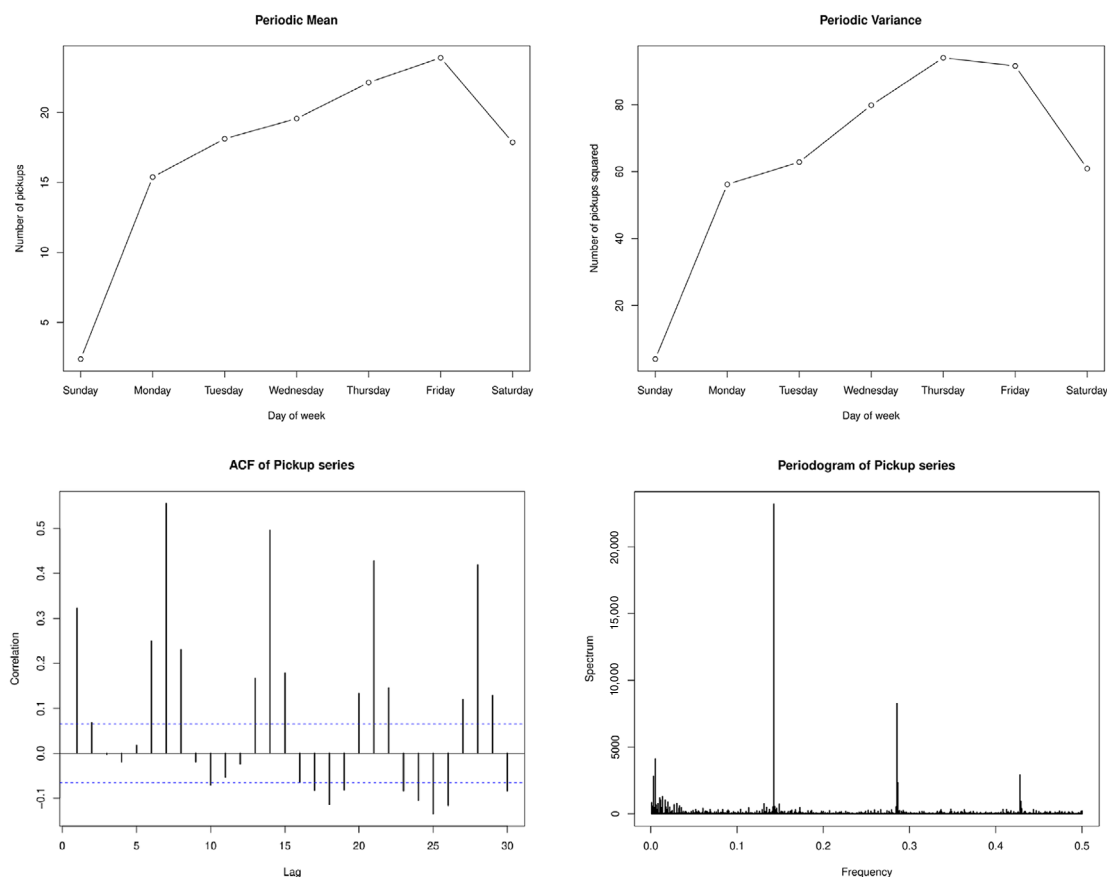 Periodic Mean
Number of pickups
20
15
10
5
Sunday Monday Tuesday Wednesday Thursday Friday Saturday
Day of week
Periodic Variance
Number of pickups squared
80
60
40
20
Sunday Monday Tuesday Wednesday Thursday Friday Saturday
Day of week
ACF of Pickup series
Correlation
0.5
0.4
0.3
0.2
0.1
0.0
−0.1
0 5 10 15 20 25 30
Lag
Periodogram of Pickup series
Spectrum
20,000
15,000
10,000
5000
0
0.0 0.1 0.2 0.3 0.4 0.5
Frequency